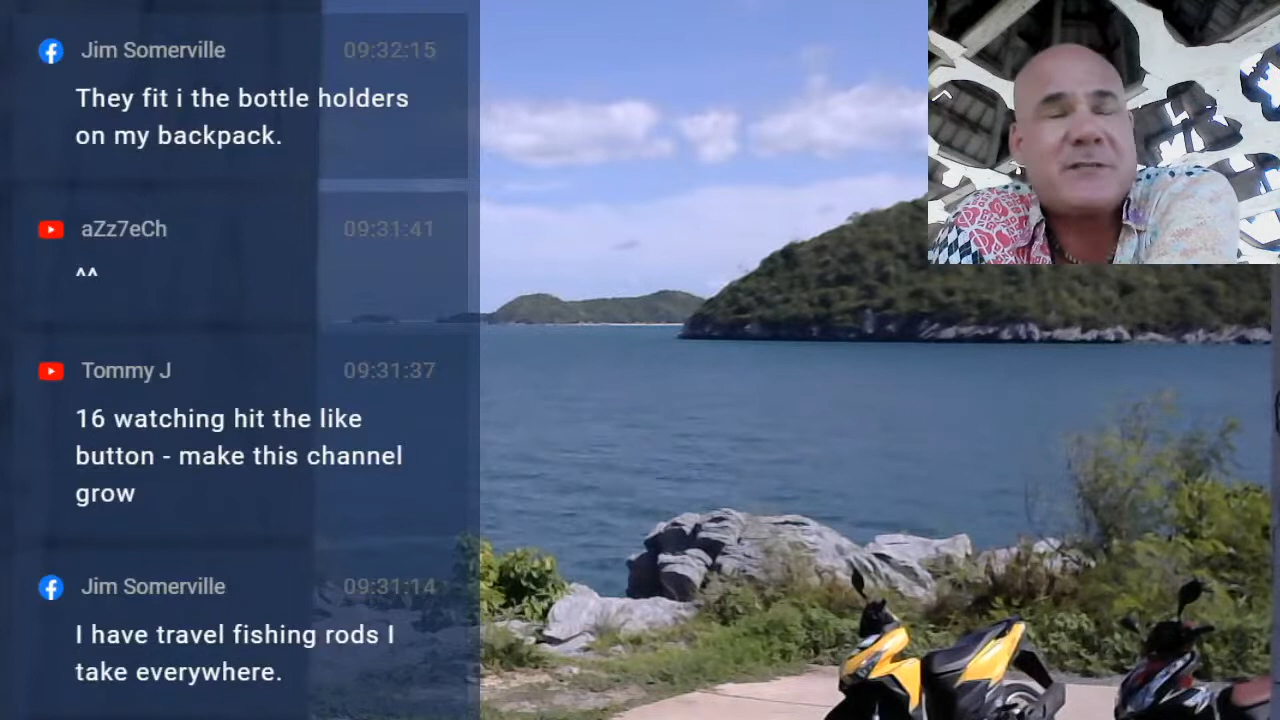 Jim Somerville 09:32:15
They fit i the bottle holders
on my backpack.
aZz7eCh 09:31:41
^^
Tommy J 09:31:37
16 watching hit the like
button - make this channel
grow
Jim Somerville 09:31:14
I have travel fishing rods I
take everywhere.